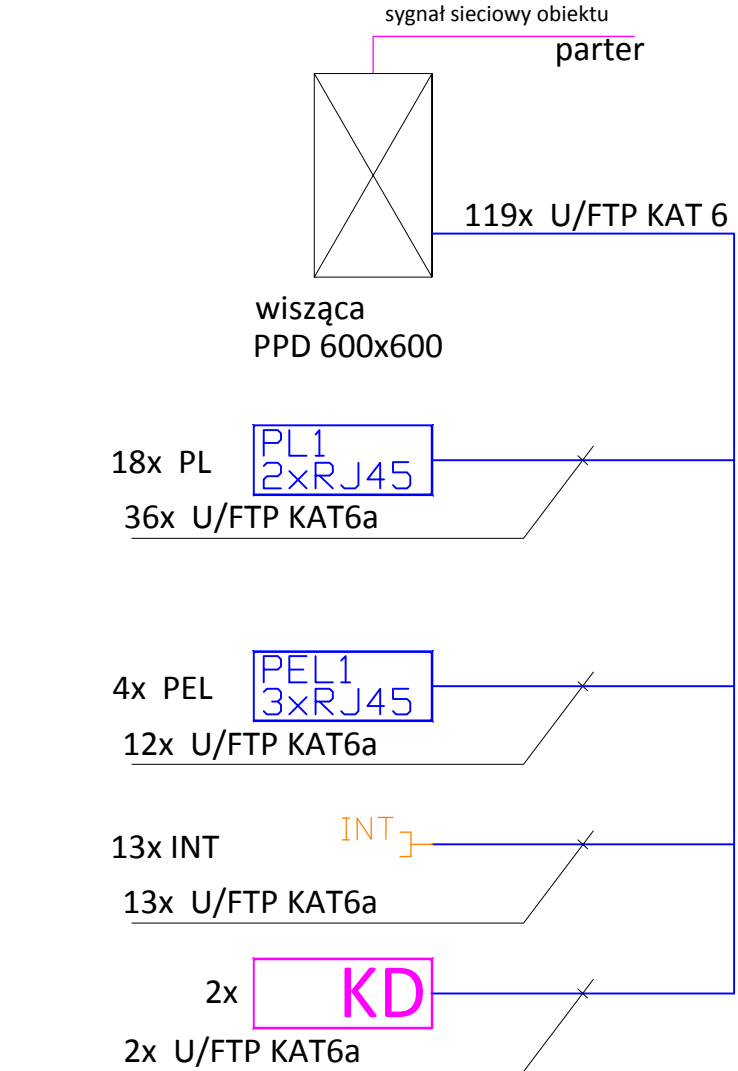 sygnał sieciowy obiektu
parter
119x U/FTP KAT 6
wisząca
PPD 600x600
18x PL
PL1
2xRJ45
36x U/FTP KAT6a
4x PEL
PEL1
3xRJ45
12x U/FTP KAT6a
13x INT
INT
13x U/FTP KAT6a
2x
KD
2x U/FTP KAT6a